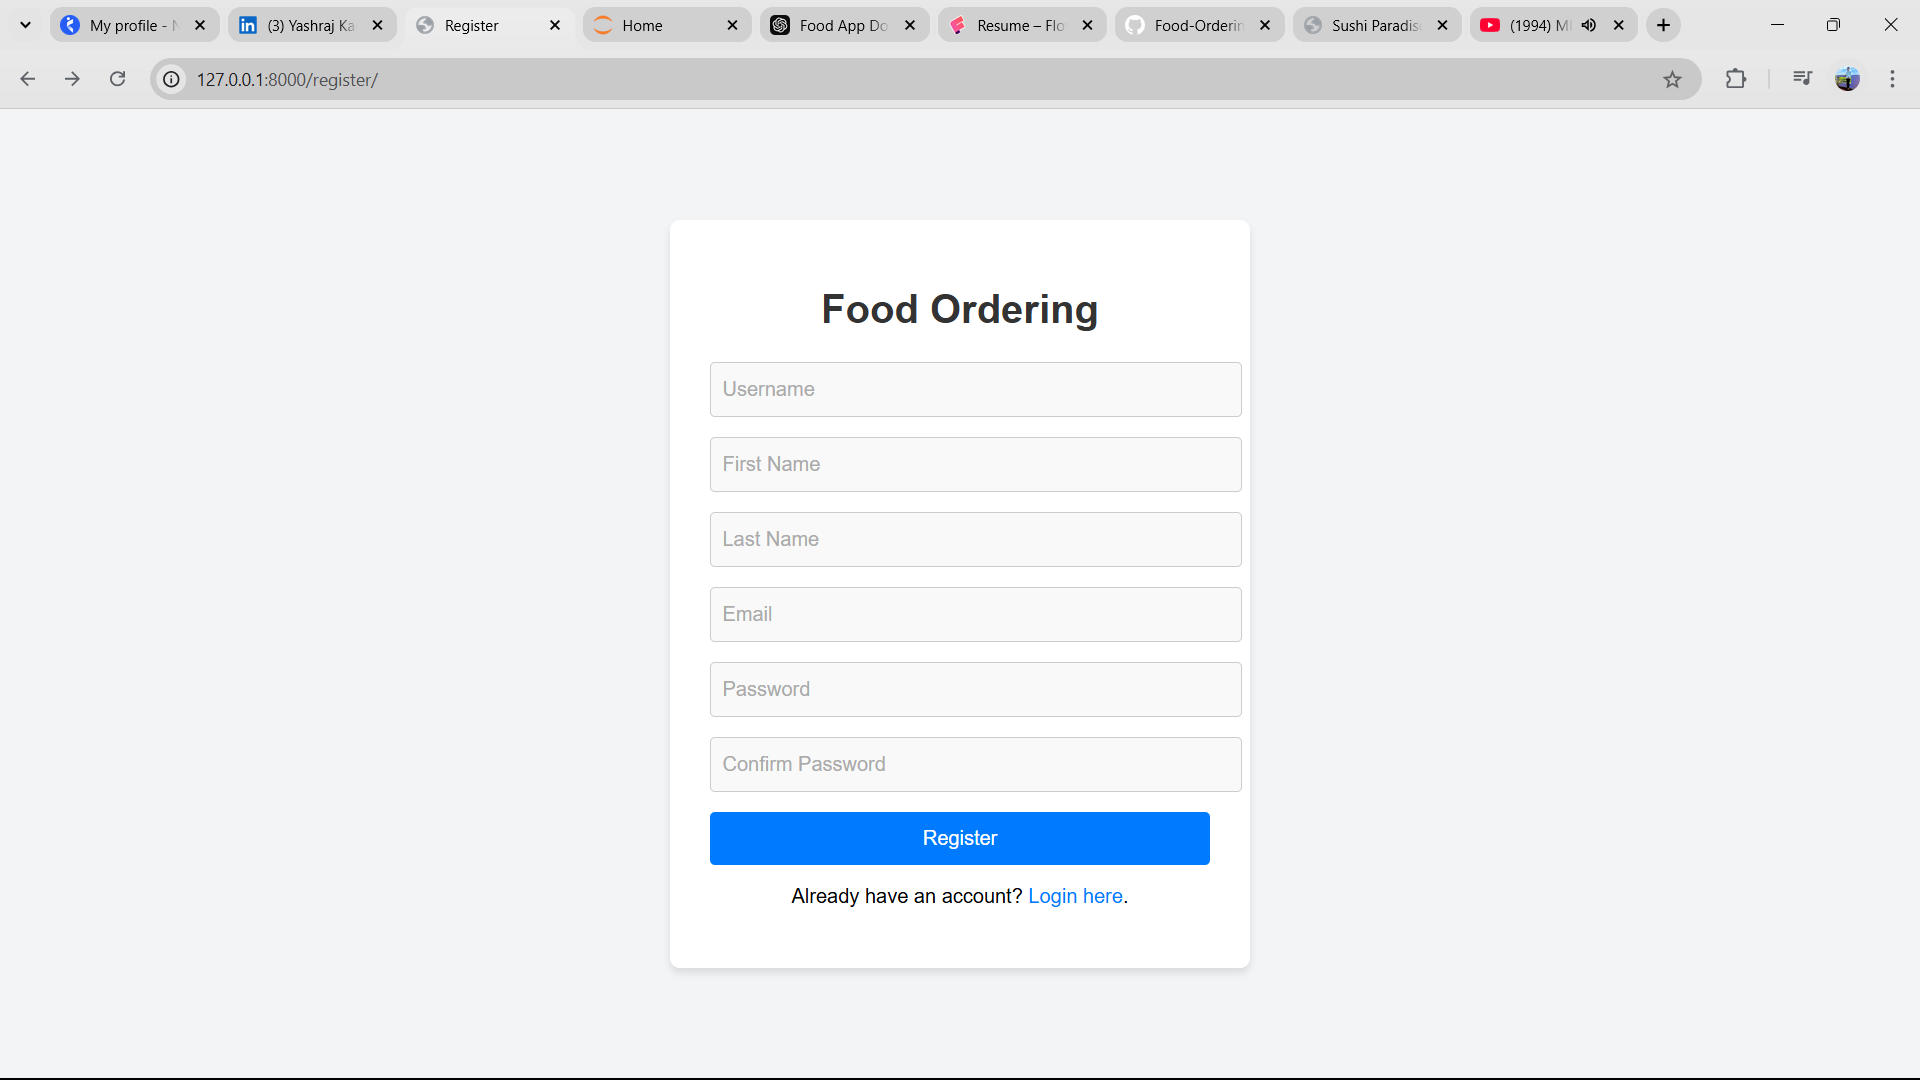 My profile -
(3) Yashraj Ka
Register
Home
Food App Do
Resume – Flo
Food-Orderin
Sushi Paradis
(1994) M
127.0.0.1:8000/register/
Food Ordering
Username
First Name
Last Name
Email
Password
Confirm Password
Register
Already have an account? Login here.